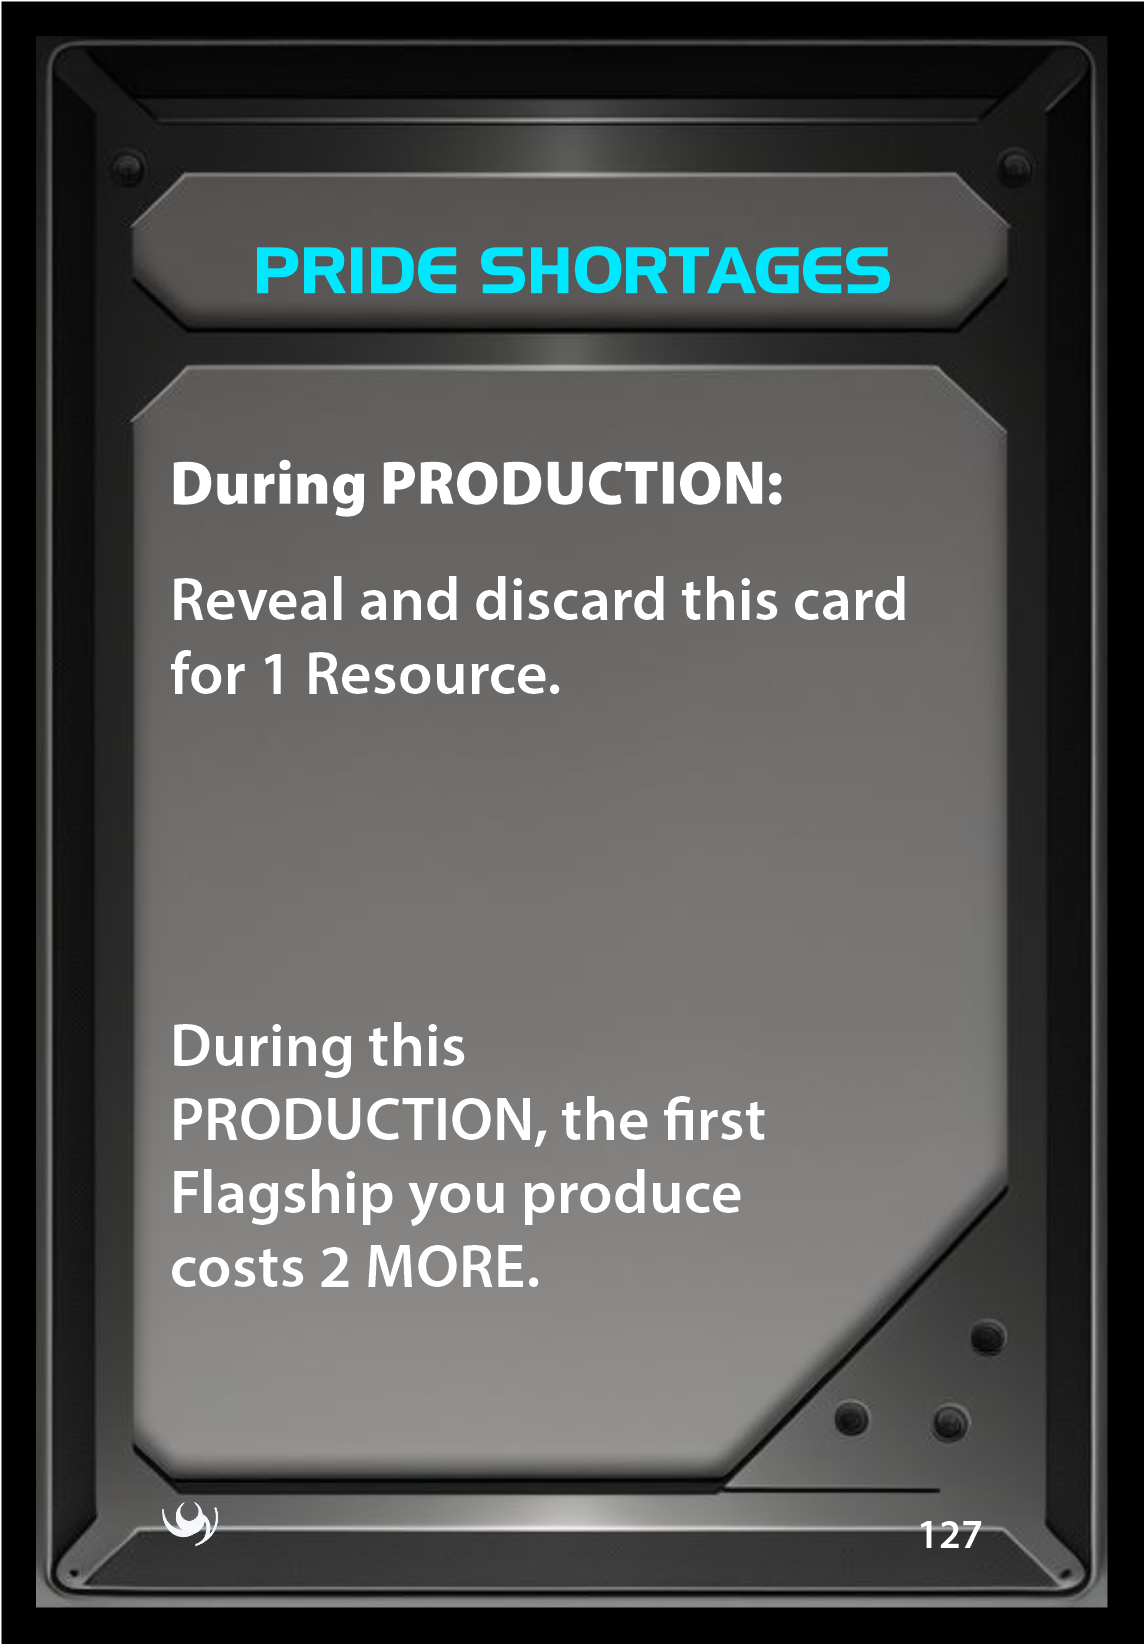 PRIDE SHORTAGES
During PRODUCTION:
Reveal and discard this card
for 1 Resource.
During this
PRODUCTION, the first
Flagship you produce
costs 2 MORE.
127